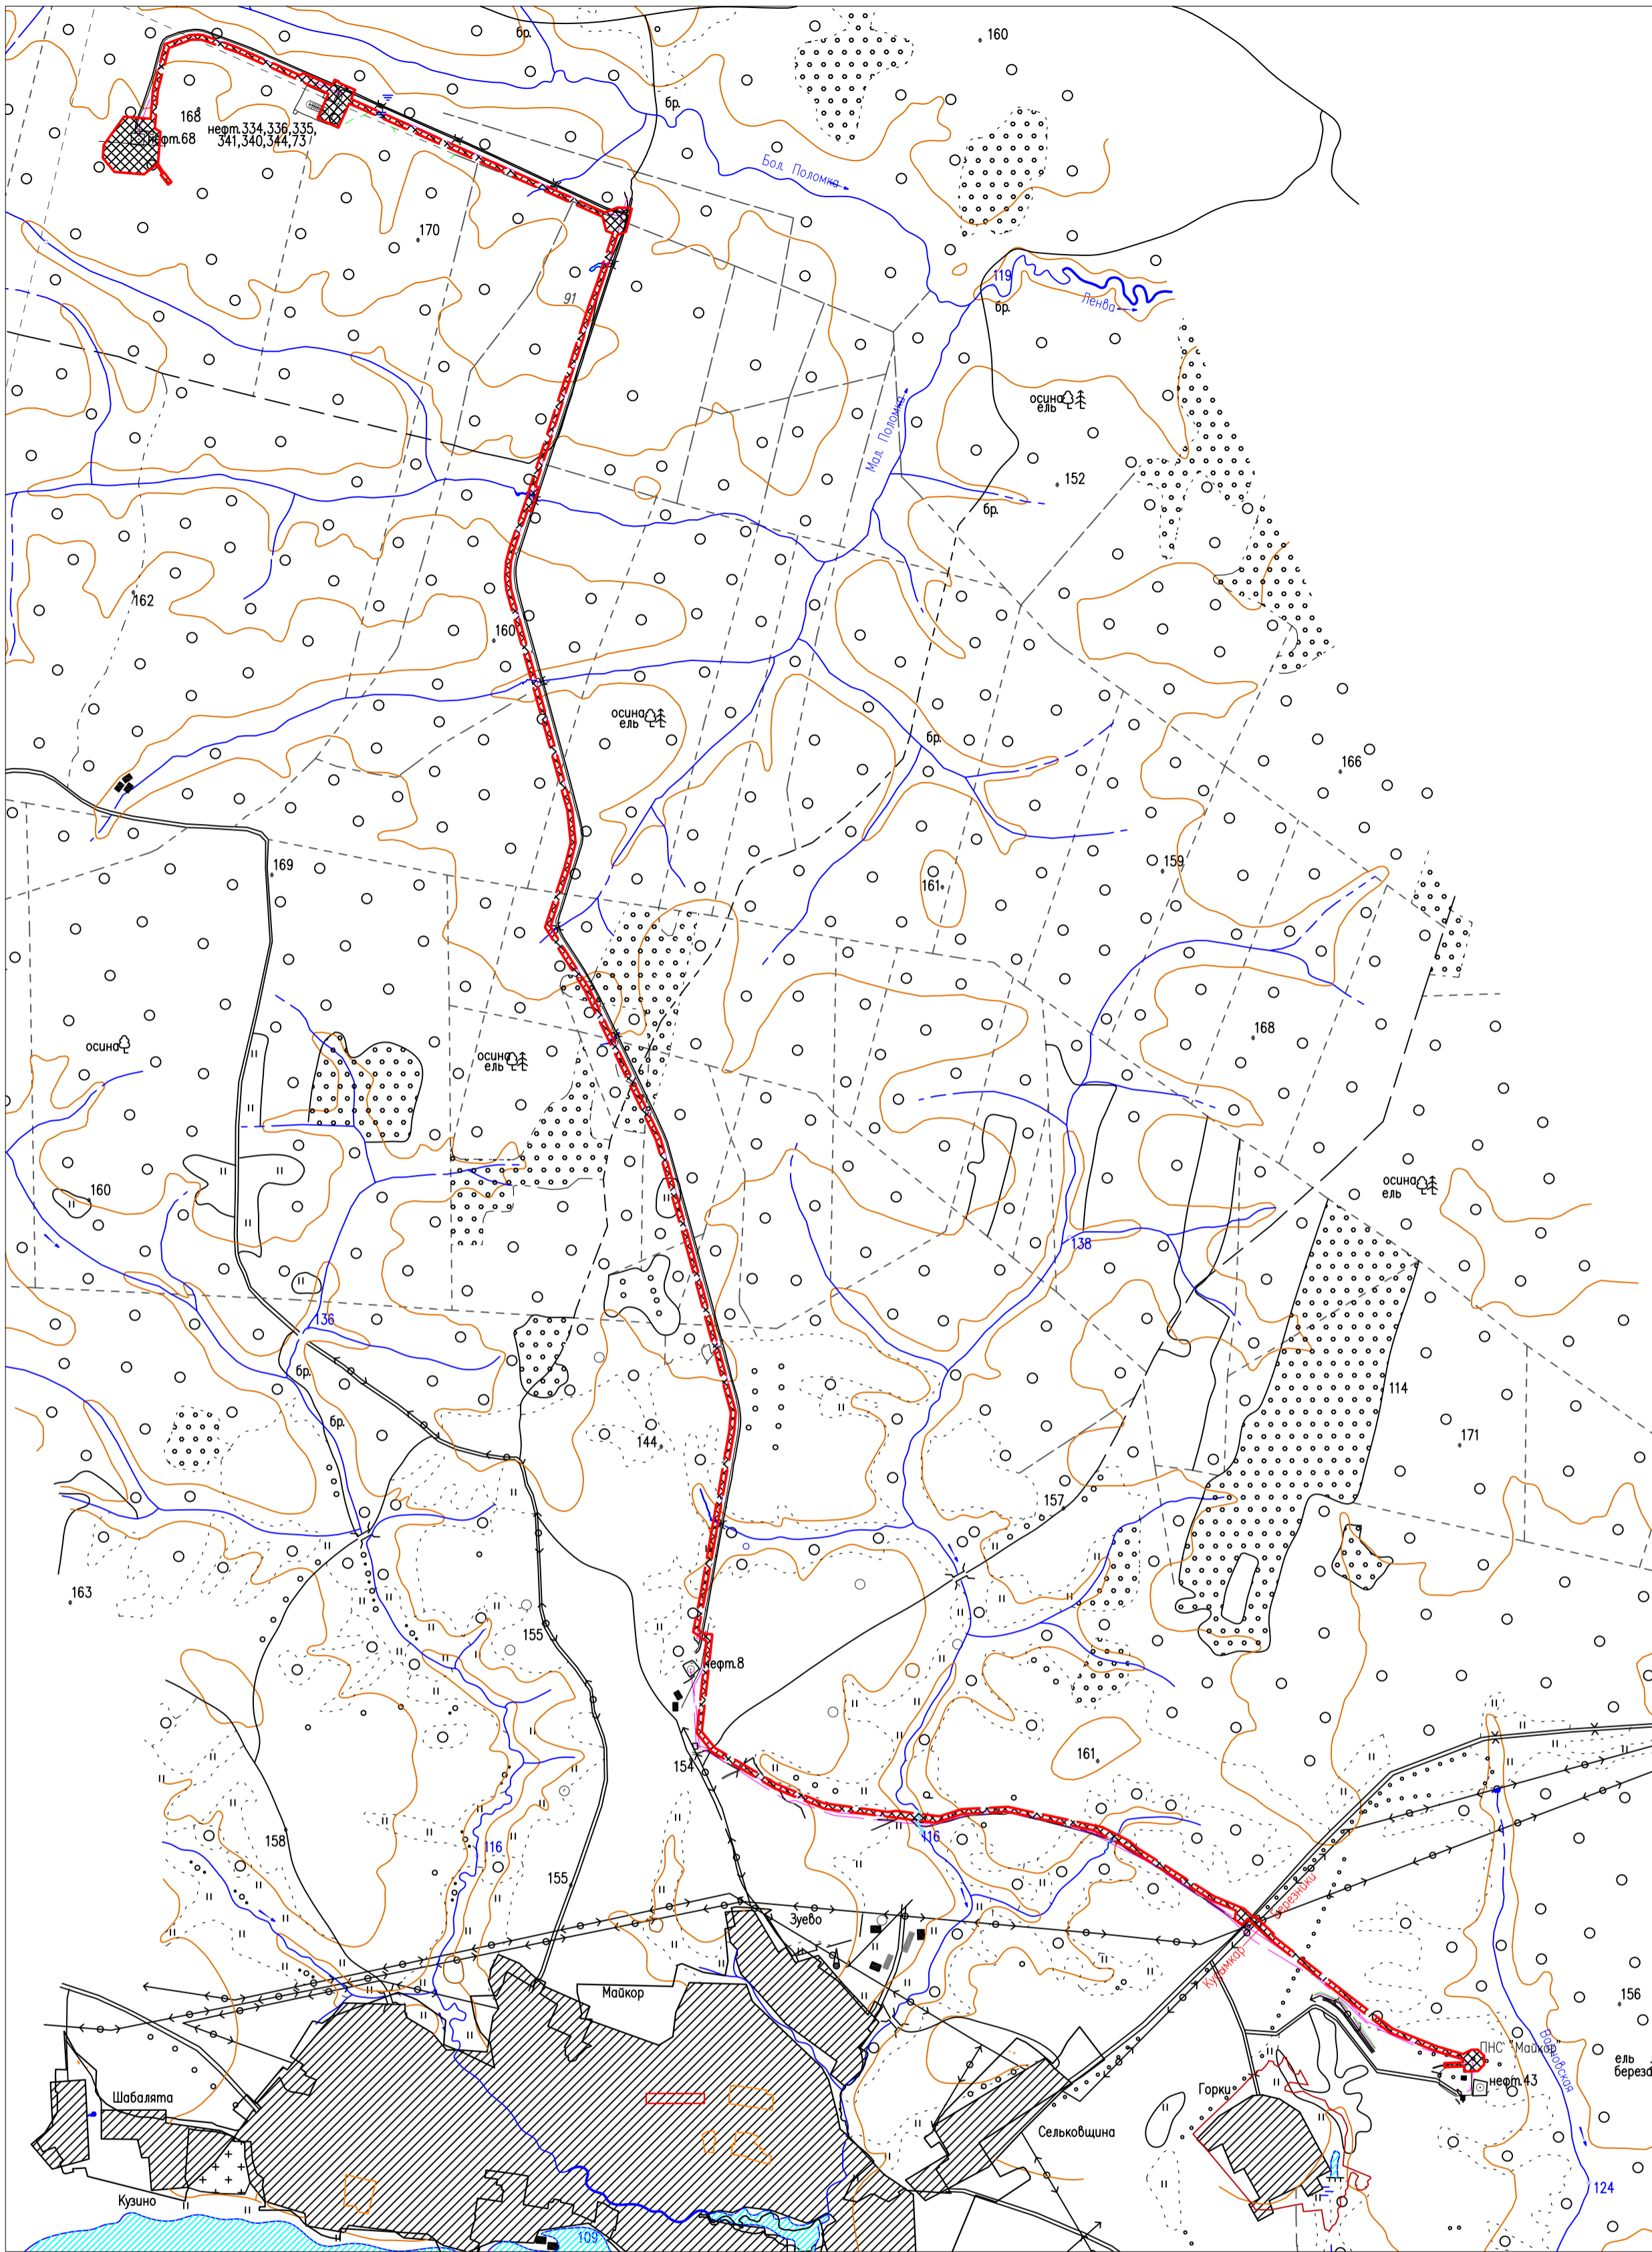 бр.
160
168
нефт.334,336,335,
341,340,344,73
бр.
Бол. Поломка
170
91
119
бр.
Ленва
осина
ель
Мал. Поломка
152
бр.
162
160
осина
ель
бр.
166
169
159
161
168
осина
осина
ель
160
осина
ель
138
136
бр.
114
бр.
144
171
157
163
155
нефт.8
154
161
158
116
116
155
Березники
Зуево
Майкор
156
ПНС "Майкор"
ель
береза
Шабалята
Горки
нефт.43
Сельковщина
Кузино
124
109